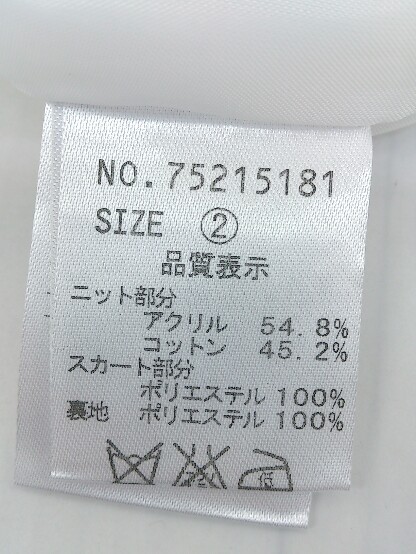 NO.75215181
SIZE ②
品質表示
ニット部分
アクリル 54.8%
コットン 45.2%
スカート部分
ポリエステル 100%
裏地 ポリエステル 100%
低